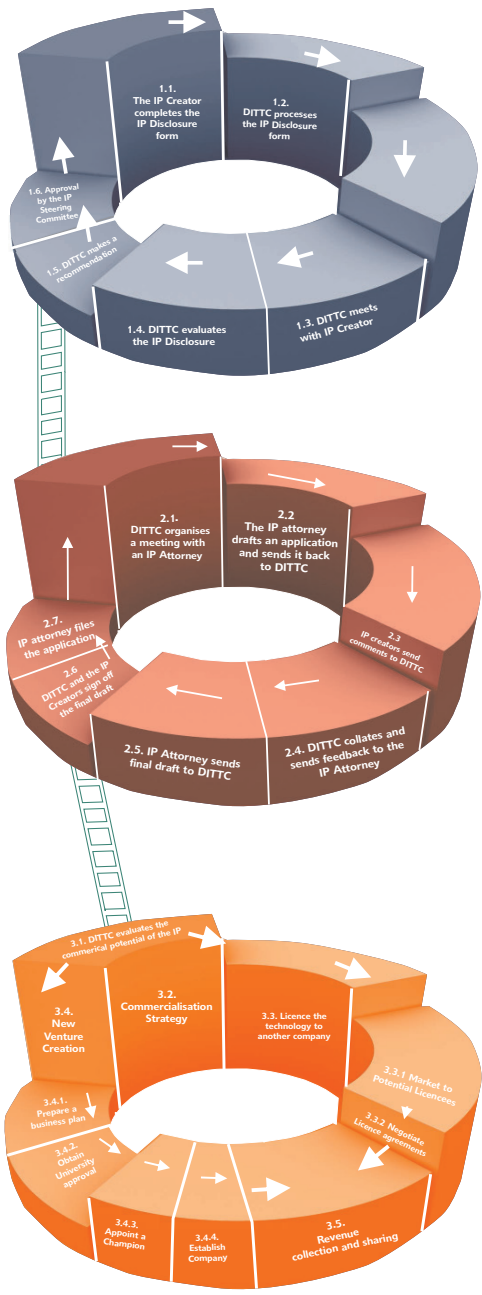 1.1.
The IP Creator
completes the
IP Disclosure
form
1.2.
DITTC processes
the IP Disclosure
form
1.3. DITTC meets
with IP Creator
1.4. DITTC evaluates
the IP Disclosure
1.5. DITTC makes a
recommendation
1.6. Approval
by the IP
Steering
Committee
2.1.
DITTC organises
a meeting with
an IP Attorney
2.2
The IP attorney
drafts an application
and sends it back
to DITTC
2.3
IP creators send
comments to DITTC
2.4. DITTC collates and
sends feedback to the
IP Attorney
2.5. IP Attorney sends
final draft to DITTC
2.6
DITTC and the IP
Creators sign off
the final draft
2.7.
IP attorney files
the application
3.1. DITTC evaluates the
commerical potential of the IP
3.2.
Commercialisation
Strategy
3.3. Licence the
technology to
another company
3.3.1 Market to
Potential Licencees
3.3.2 Negotiate
Licence agreements
3.4.
New
Venture
Creation
3.4.1.
Prepare a
business plan
3.4.2.
Obtain
University
approval
3.4.3.
Appoint a
Champion
3.4.4.
Establish
Company
3.5.
Revenue
collection and sharing